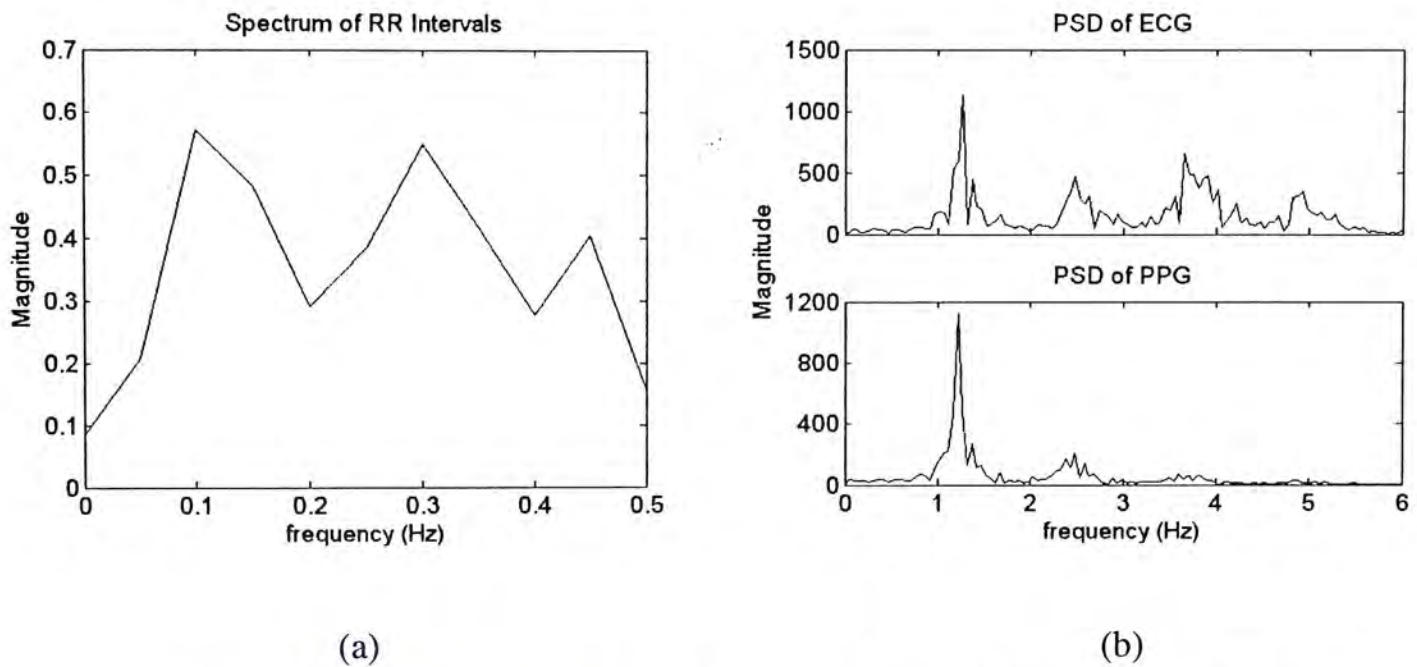 Spectrum of RR Intervals
0.7
0.6
0.5
0.4
0.3
0.2
0.1
0
Magnitude
0 0.1 0.2 0.3 0.4 0.5
frequency (Hz)
(a)
PSD of ECG
1500
1000
500
0
Magnitude
PSD of PPG
1200
800
400
0
0 1 2 3 4 5 6
frequency (Hz)
(b)